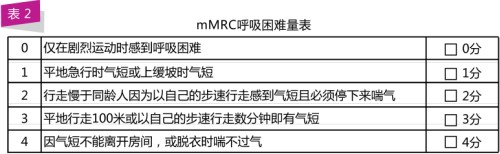 表 2
mMRC呼吸困难量表
0 仅在剧烈运动时感到呼吸困难 □ 0分
1 平地急行时气短或上缓坡时气短 □ 1分
2 行走慢于同龄人因为以自己的步速行走感到气短且必须停下来喘气 □ 2分
3 平地行走100米或以自己的步速行走数分钟即有气短 □ 3分
4 因气短不能离开房间，或脱衣时喘不过气 □ 4分